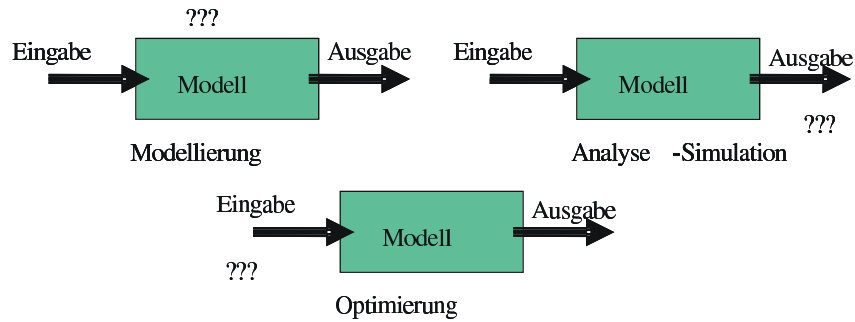 ???
Eingabe
Ausgabe
Modell
Modellierung
Eingabe
Ausgabe
Modell
???
Analyse -Simulation
Eingabe
Ausgabe
Modell
???
Optimierung